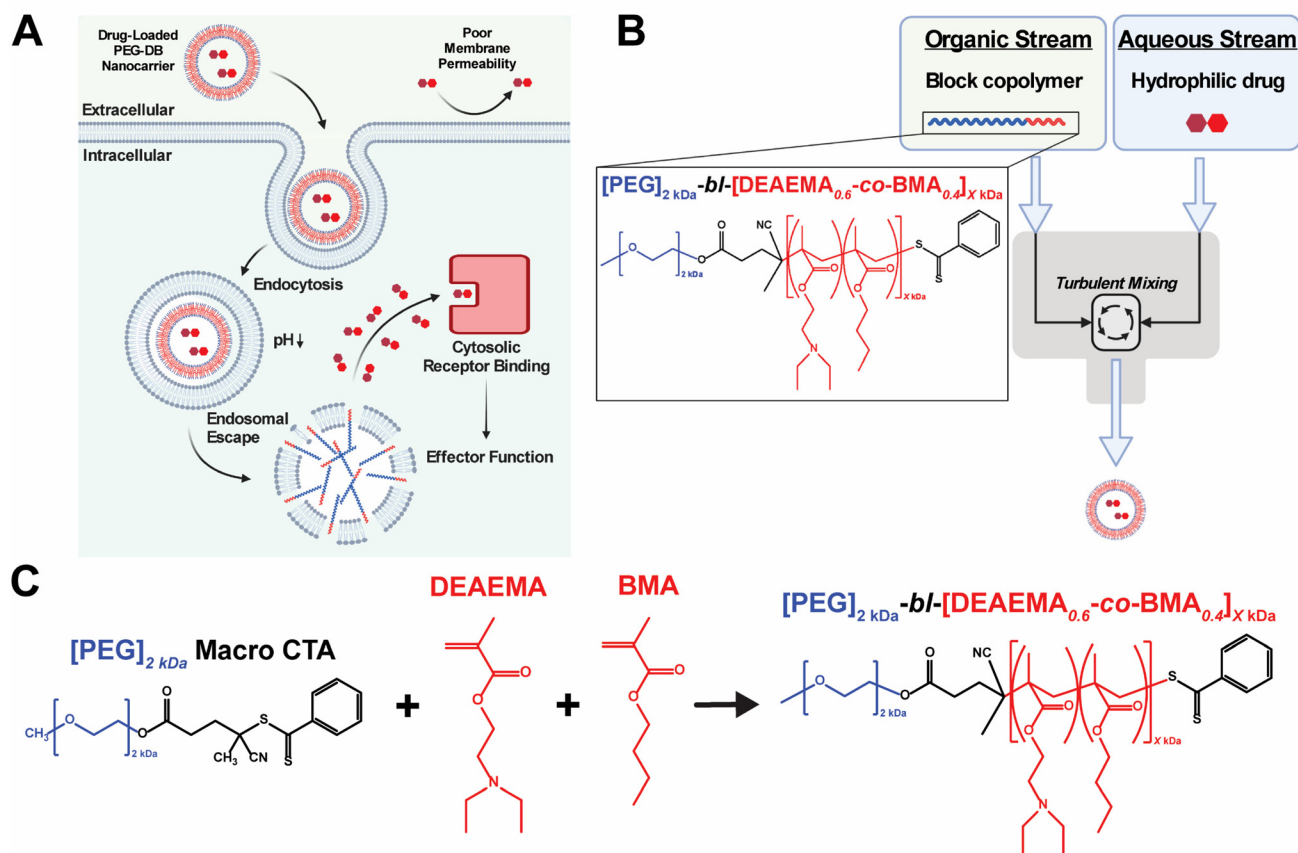 A
Drug-Loaded
PEG-DB
Nanocarrier
Poor
Membrane
Permeability
Extracellular
Intracellular
Endocytosis
pH↓
Cytosolic
Receptor Binding
Endosomal
Escape
Effector Function
B
Organic Stream
Block copolymer
Aqueous Stream
Hydrophilic drug
[PEG]2 kDa-bl-[DEAEMA0.6-co-BMA0.4]X kDa
O
2 kDa
O
O
NC
O
O
O
O
N
S
S
X kDa
Turbulent Mixing
C
[PEG]2 kDa Macro CTA
CH3
O
2 kDa
O
O
CH3
CN
S
S
+
DEAEMA
O
O
N
+
BMA
O
O
[PEG]2 kDa-bl-[DEAEMA0.6-co-BMA0.4]X kDa
O
2 kDa
O
O
NC
O
O
O
O
N
S
S
X kDa